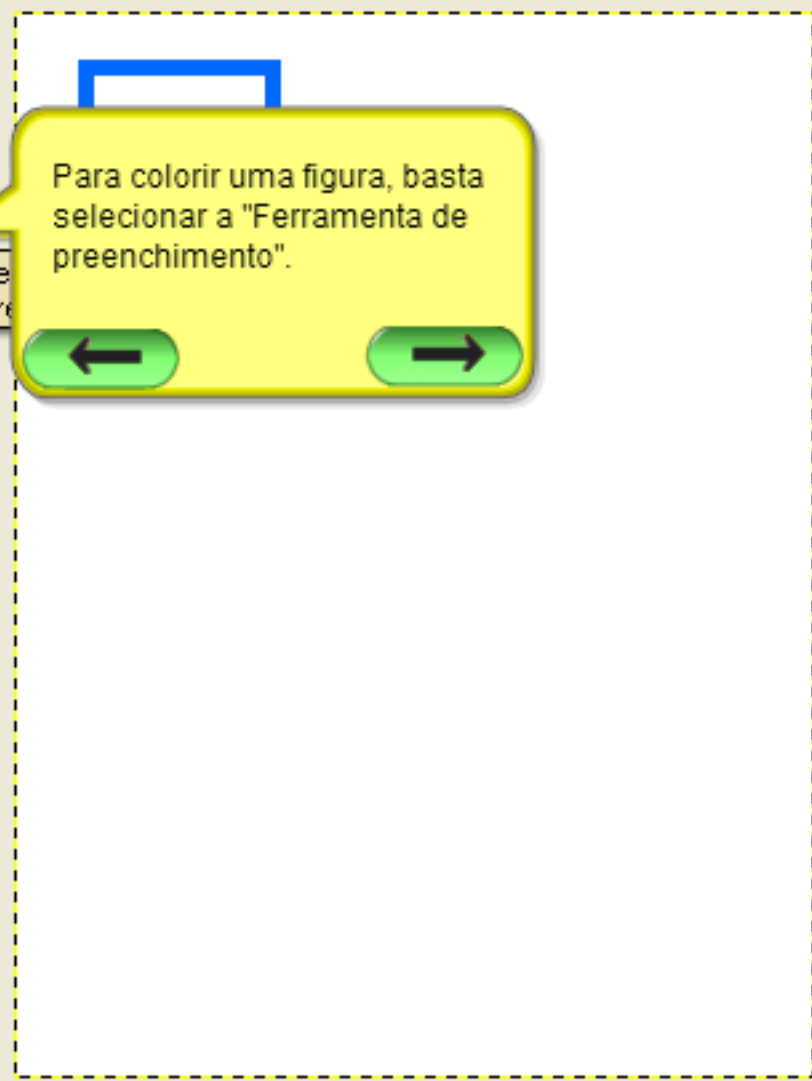 Para colorir uma figura, basta
selecionar a "Ferramenta de
preenchimento".